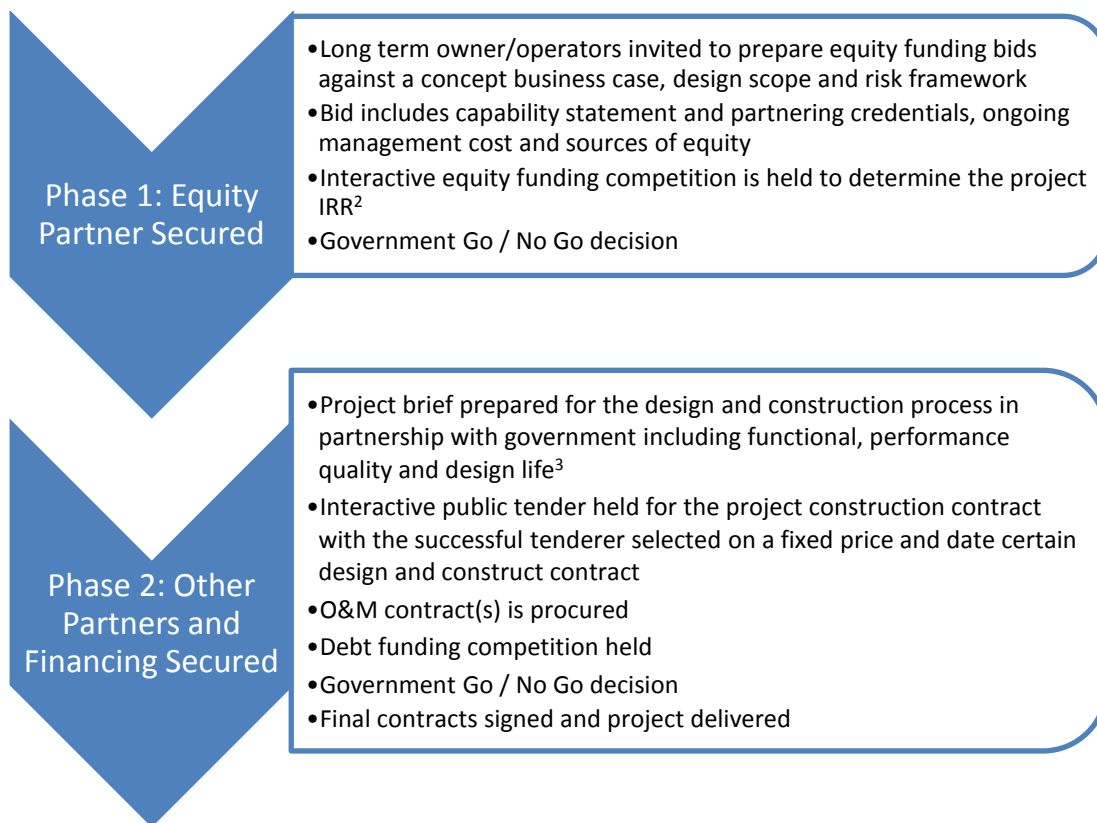 Phase 1: Equity
Partner Secured
•Long term owner/operators invited to prepare equity funding bids
against a concept business case, design scope and risk framework
•Bid includes capability statement and partnering credentials, ongoing
management cost and sources of equity
•Interactive equity funding competition is held to determine the project
IRR²
•Government Go / No Go decision
Phase 2: Other
Partners and
Financing Secured
•Project brief prepared for the design and construction process in
partnership with government including functional, performance
quality and design life³
•Interactive public tender held for the project construction contract
with the successful tenderer selected on a fixed price and date certain
design and construct contract
•O&M contract(s) is procured
•Debt funding competition held
•Government Go / No Go decision
•Final contracts signed and project delivered